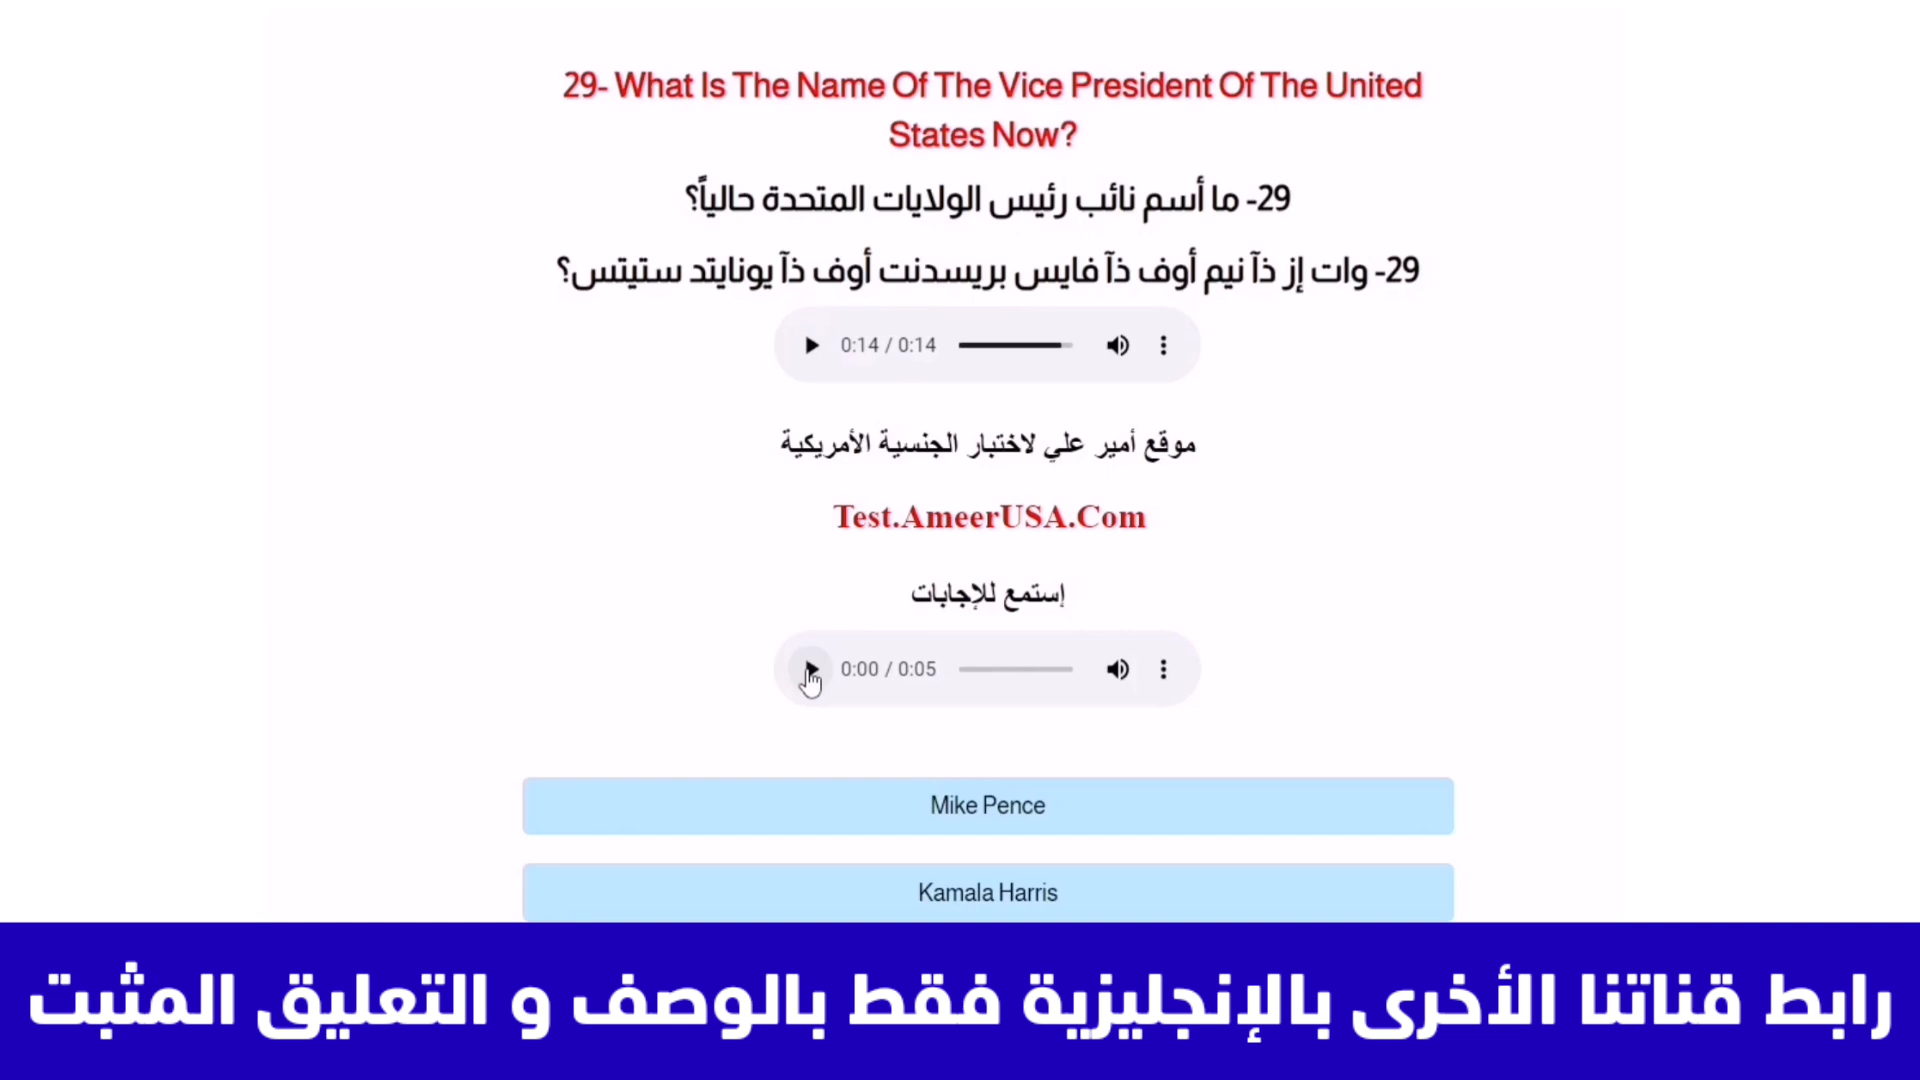 29- What Is The Name Of The Vice President Of The United
States Now?
29- ما أسم نائب رئيس الولايات المتحدة حالياً؟
29- وات إز ذآ نيم أوف ذآ فايس بريسدنت أوف ذآ يونايتد ستيتس؟
0:14 / 0:14
موقع أمير علي لاختبار الجنسية الأمريكية
Test.AmeerUSA.Com
إستمع للإجابات
0:00 / 0:05
Mike Pence
Kamala Harris
رابط قناتنا الأخرى بالإنجليزية فقط بالوصف و التعليق المثبت